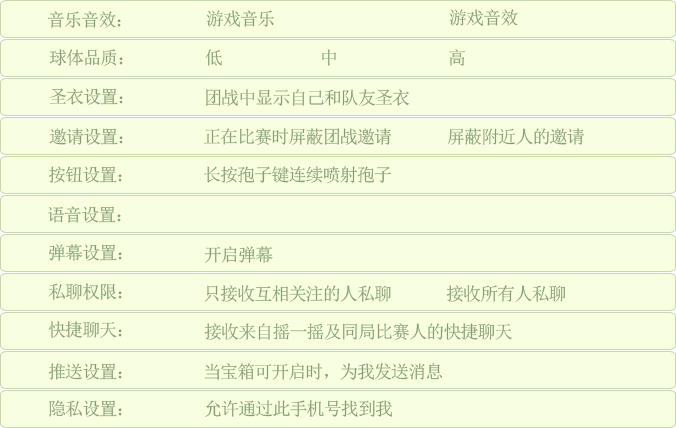 音乐音效： 游戏音乐 游戏音效
球体品质： 低 中 高
圣衣设置： 团战中显示自己和队友圣衣
邀请设置： 正在比赛时屏蔽团战邀请 屏蔽附近人的邀请
按钮设置： 长按孢子键连续喷射孢子
语音设置：
弹幕设置： 开启弹幕
私聊权限： 只接收互相关注的人私聊 接收所有人私聊
快捷聊天： 接收来自摇一摇及同局比赛人的快捷聊天
推送设置： 当宝箱可开启时，为我发送消息
隐私设置： 允许通过此手机号找到我